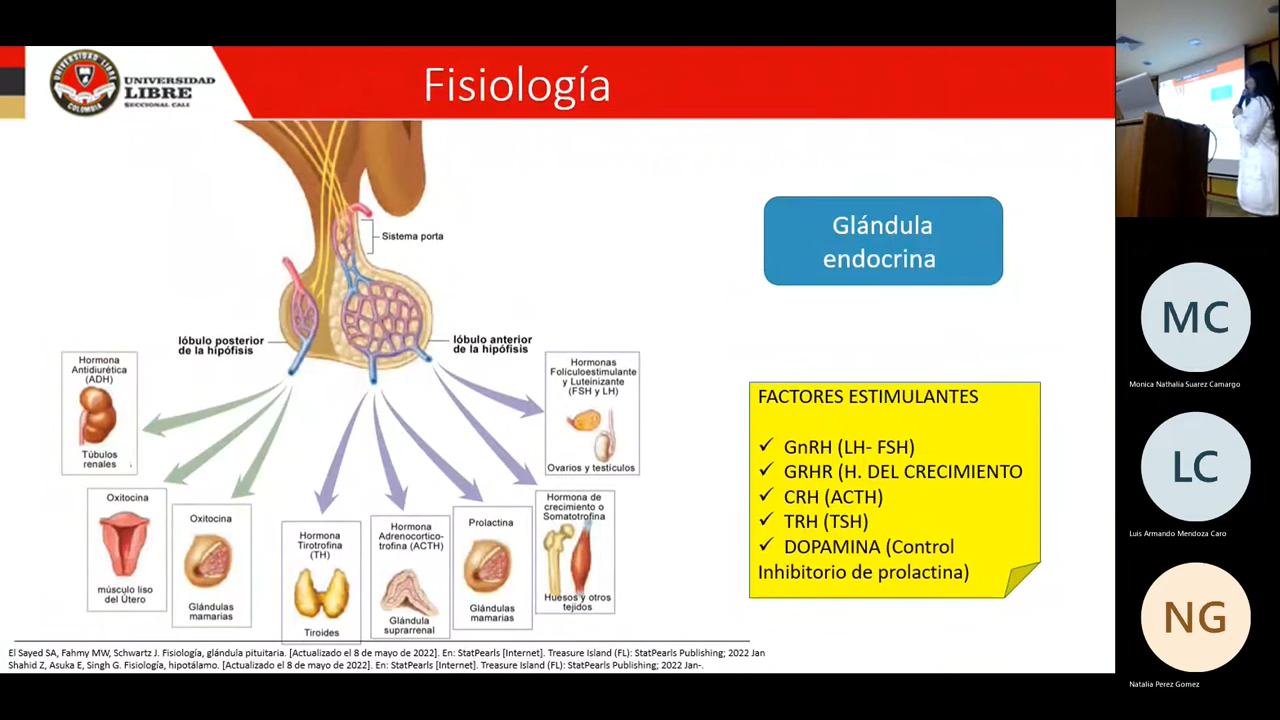 UNIVERSIDAD LIBRE
COLOMBIA
UNIVERSIDAD
LIBRE
SECCIONAL CALI
Fisiología
Sistema porta
Glándula
endocrina
lóbulo posterior
de la hipófisis
lóbulo anterior
de la hipófisis
Hormona
Antidiurética
(ADH)
Túbulos
renales
Hormonas
Foliculoestimulante
y Luteinizante
(FSH y LH)
Ovarios y testículos
Oxitocina
músculo liso
del Útero
Oxitocina
Glándulas
mamarias
Hormona
Tirotrofina
(TH)
Tiroides
Hormona
Adrenocortico-
trofina (ACTH)
Glándula
suprarrenal
Prolactina
Glándulas
mamarias
Hormona de
crecimiento o
Somatotrofina
Huesos y otros
tejidos
FACTORES ESTIMULANTES
✓ GnRH (LH- FSH)
✓ GRHR (H. DEL CRECIMIENTO
✓ CRH (ACTH)
✓ TRH (TSH)
✓ DOPAMINA (Control
Inhibitorio de prolactina)
El Sayed SA, Fahmy MW, Schwartz J. Fisiología, glándula pituitaria. [Actualizado el 8 de mayo de 2022]. En: StatPearls [Internet]. Treasure Island (FL): StatPearls Publishing; 2022 Jan
Shahid Z, Asuka E, Singh G. Fisiología, hipotálamo. [Actualizado el 8 de mayo de 2022]. En: StatPearls [Internet]. Treasure Island (FL): StatPearls Publishing; 2022 Jan-.
MC
Monica Nathalia Suarez Camargo
LC
Luis Armando Mendoza Caro
NG
Natalia Perez Gomez